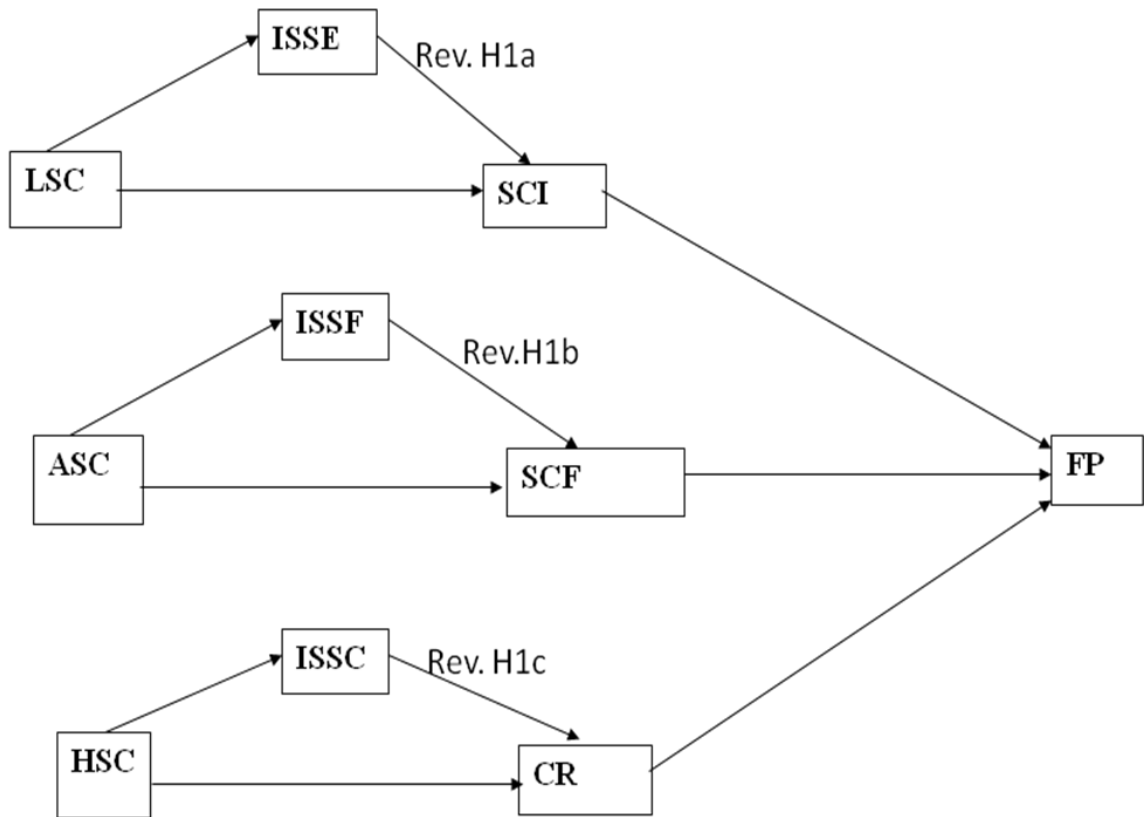 ISSE
Rev. H1a
LSC
SCI
ISSF
Rev.H1b
ASC
SCF
FP
ISSC
Rev. H1c
HSC
CR